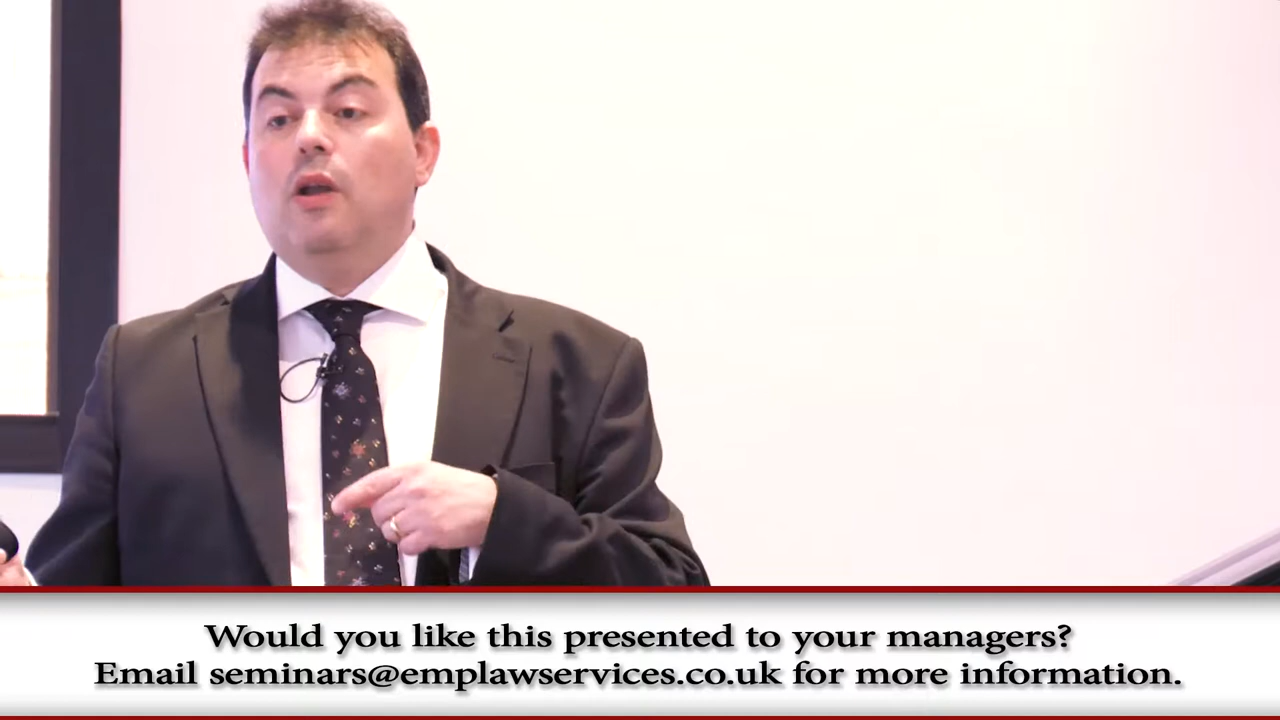 Would you like this presented to your managers?
Email seminars@emplawservices.co.uk for more information.